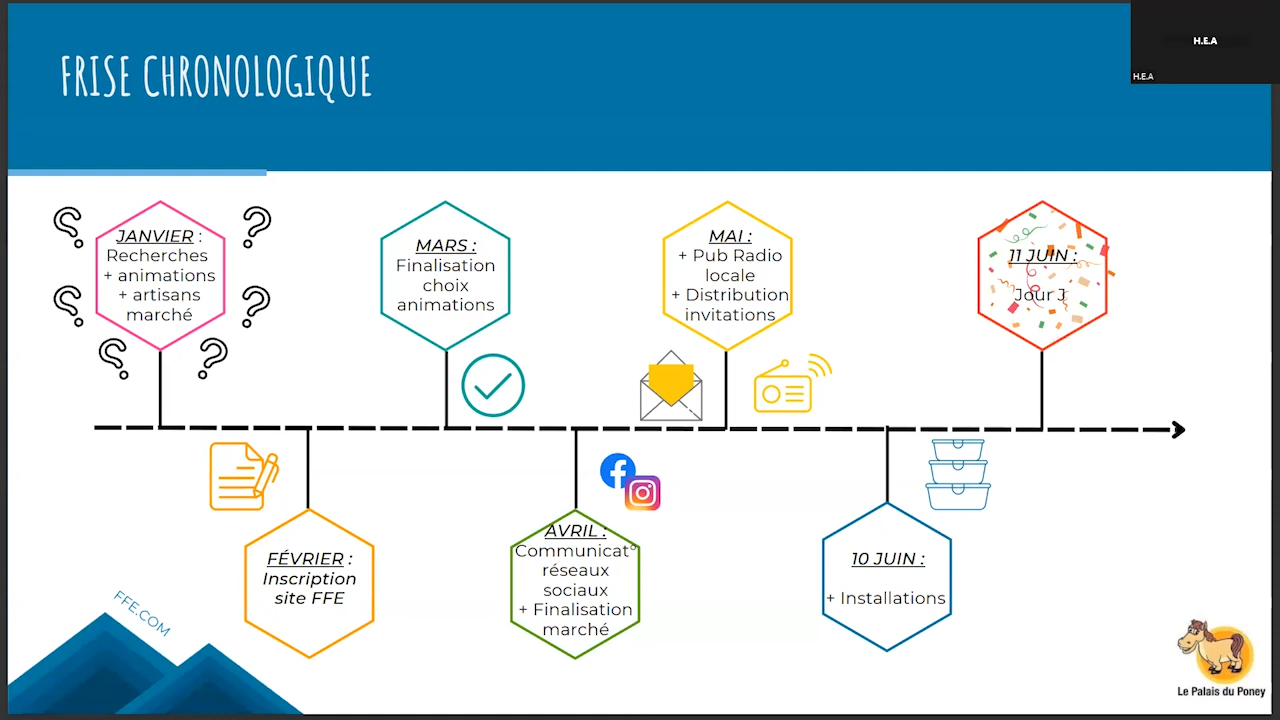 FRISE CHRONOLOGIQUE
H.E.A
H.E.A
JANVIER :
Recherches
+ animations
+ artisans
marché
MARS :
Finalisation
choix
animations
MAI :
+ Pub Radio
locale
+ Distribution
invitations
11 JUIN :
Jour J
FÉVRIER :
Inscription
site FFE
AVRIL :
Communicat°
réseaux
sociaux
+ Finalisation
marché
10 JUIN :
+ Installations
FFE.COM
Le Palais du Poney